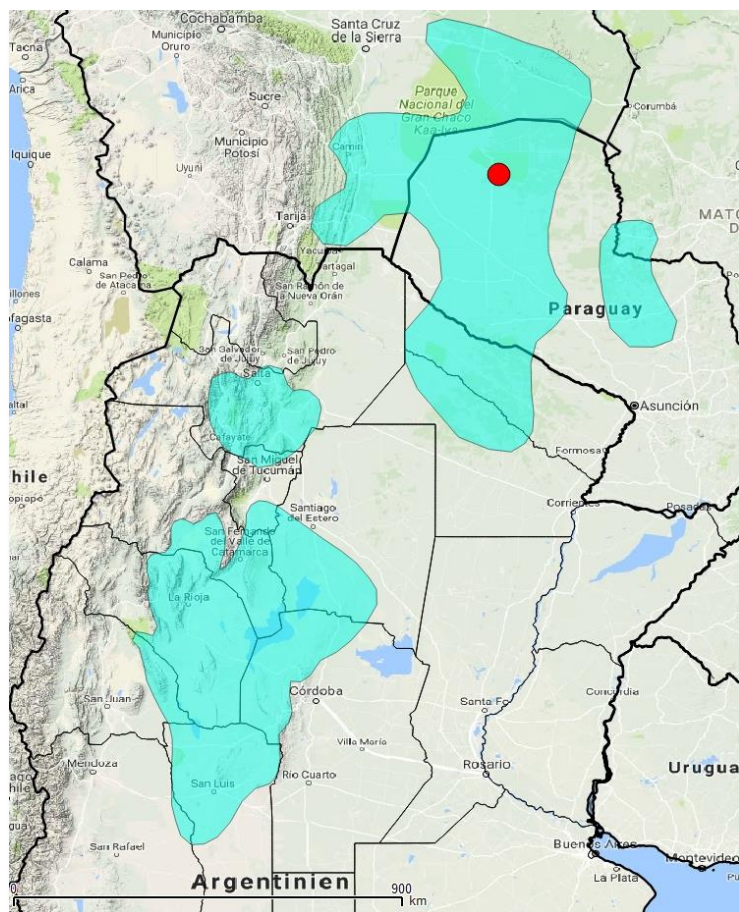 Cochabamba
Santa Cruz
de la Sierra
Tacna
Municipio
Oruro
Arica
Parque
Nacional del
Gran Chaco
Kaa-Iya
Corumbá
Sucre
Municipio
Potosí
Iquique
Camiri
Uyuni
Tarija
MATO
Yacuiba
Calama
Tartagal
San Pedro
de Atacama
San Ramón de
la Nueva Orán
Paraguay
San Salvador
de Jujuy
San Pedro
de Jujuy
Salta
Asunción
Cafayate
Formosa
San Miguel
de Tucumán
hile
Corrientes
Posadas
Santiago
del Estero
San Fernando
del Valle de
Catamarca
La Rioja
Concordia
San Juan
Córdoba
Santa Fe
Villa María
Mendoza
Río Cuarto
Rosario
Urugua
San Luis
San Rafael
Buenos Aires
Montevideo
La Plata
Argentinien
0
900
km